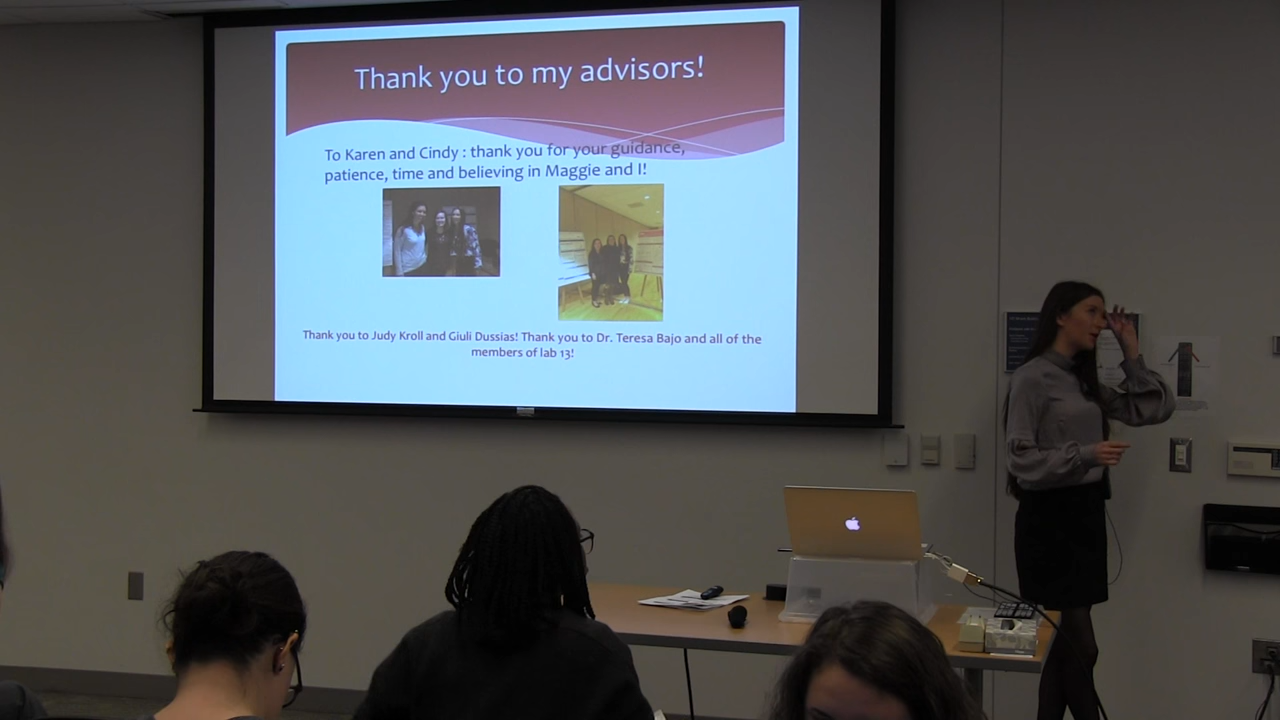 Thank you to my advisors!
To Karen and Cindy : thank you for your guidance,
patience, time and believing in Maggie and I!
Thank you to Judy Kroll and Giuli Dussias! Thank you to Dr. Teresa Bajo and all of the
members of lab 13!